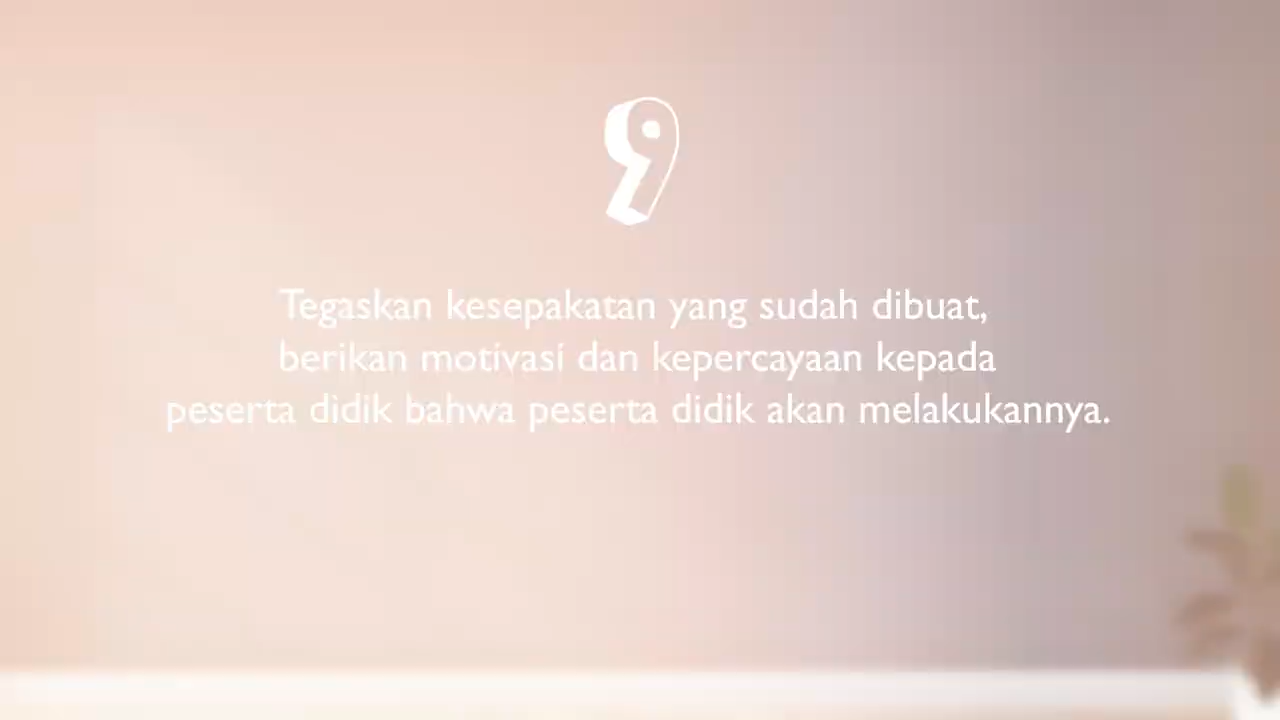 9
Tegaskan kesepakatan yang sudah dibuat,
berikan motivasi dan kepercayaan kepada
peserta didik bahwa peserta didik akan melakukannya.